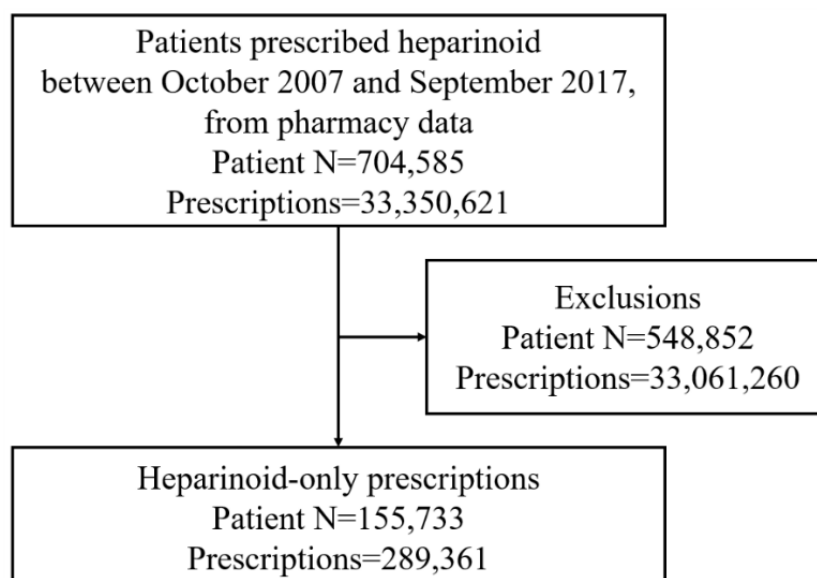 Patients prescribed heparinoid
between October 2007 and September 2017,
from pharmacy data
Patient N=704,585
Prescriptions=33,350,621
Exclusions
Patient N=548,852
Prescriptions=33,061,260
Heparinoid-only prescriptions
Patient N=155,733
Prescriptions=289,361